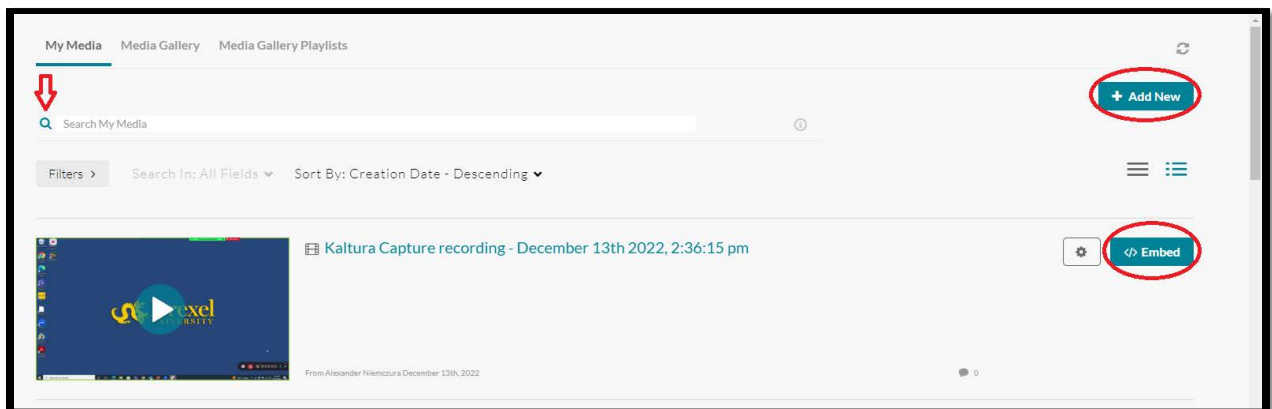 My Media Media Gallery Media Gallery Playlists
+ Add New
Search My Media
Filters > Search In: All Fields Sort By: Creation Date - Descending
Kaltura Capture recording - December 13th 2022, 2:36:15 pm
</> Embed
From Alexander Niemczura December 13th, 2022 0